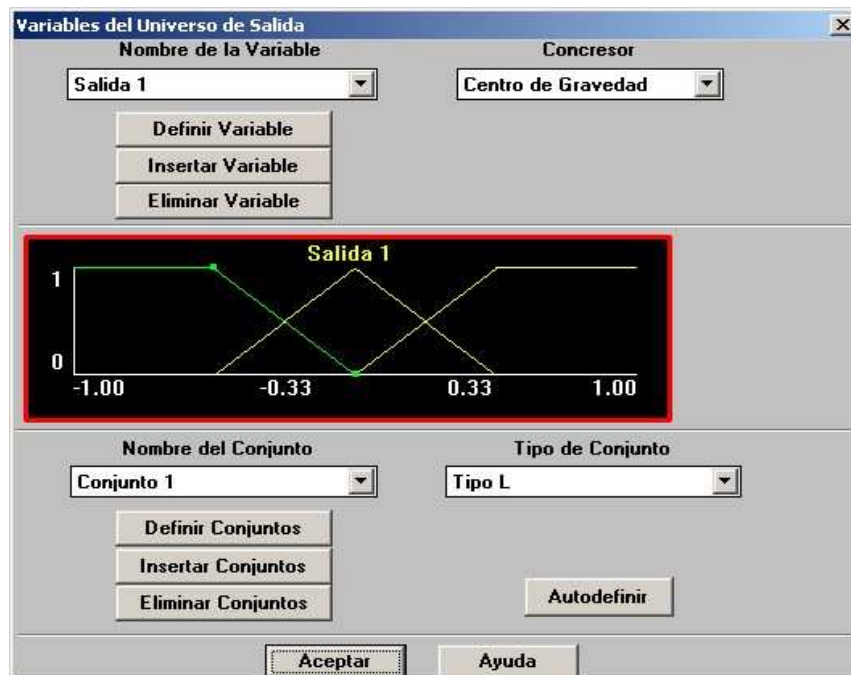 Variables del Universo de Salida
Nombre de la Variable
Concresor
Salida 1
Centro de Gravedad
Definir Variable
Insertar Variable
Eliminar Variable
Salida 1
1
0
-1.00 -0.33 0.33 1.00
Nombre del Conjunto
Tipo de Conjunto
Conjunto 1
Tipo L
Definir Conjuntos
Insertar Conjuntos
Eliminar Conjuntos
Autodefinir
Aceptar
Ayuda